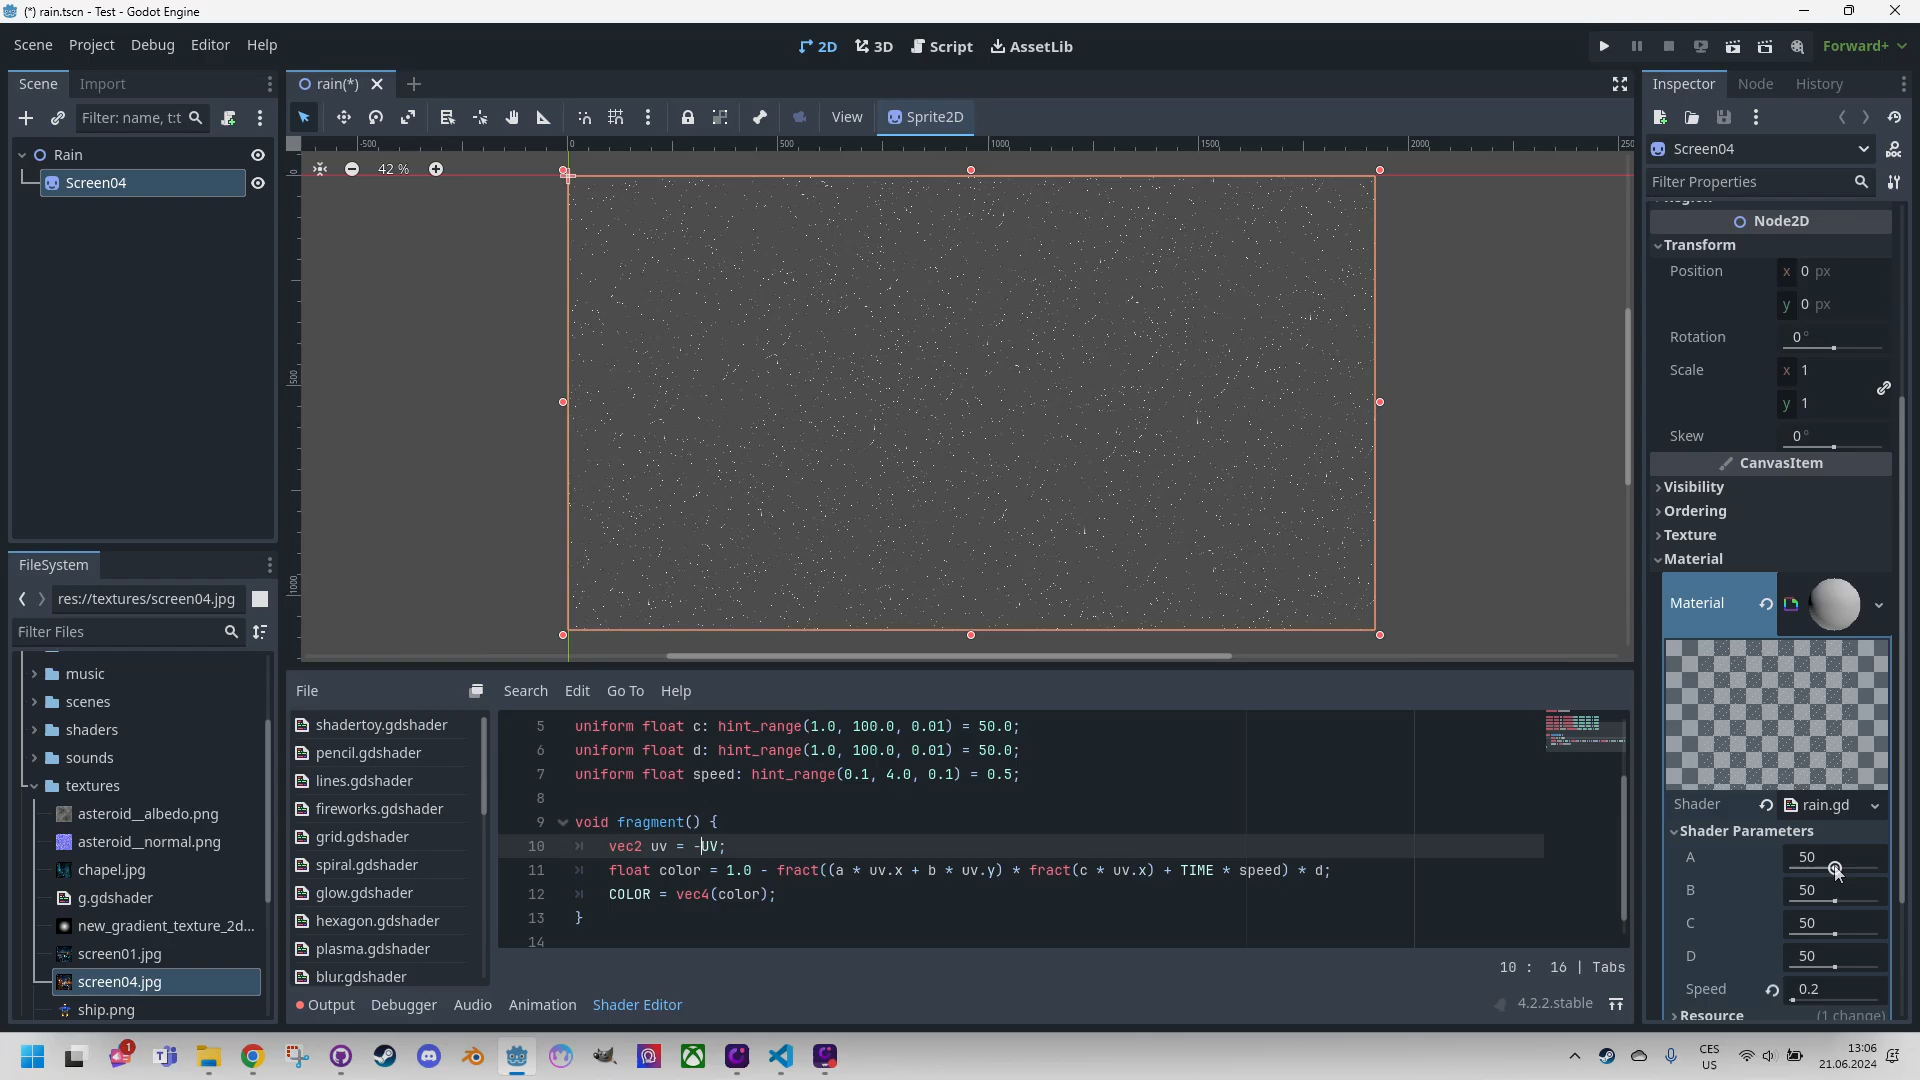 (*) rain.tscn - Test - Godot Engine
Scene Project Debug Editor Help
2D 3D Script AssetLib
Forward+
Scene Import
rain(*)
Inspector Node History
Filter: name, t:t
View Sprite2D
Rain
Screen04
Screen04
Filter Properties
-500 0 500 1000 1500 2000
42 %
0
500
1000
Node2D
Transform
Position x 0 px
y 0 px
Rotation 0 °
Scale x 1
y 1
Skew 0 °
CanvasItem
Visibility
Ordering
Texture
Material
Material
Shader rain.gd
Shader Parameters
A 50
B 50
C 50
D 50
Speed 0.2
Resource (1 change)
FileSystem
res://textures/screen04.jpg
Filter Files
music
scenes
shaders
sounds
textures
asteroid__albedo.png
asteroid__normal.png
chapel.jpg
g.gdshader
new_gradient_texture_2d...
screen01.jpg
screen04.jpg
ship.png
File Search Edit Go To Help
shadertoy.gdshader
pencil.gdshader
lines.gdshader
fireworks.gdshader
grid.gdshader
spiral.gdshader
glow.gdshader
hexagon.gdshader
plasma.gdshader
blur.gdshader
5 uniform float c: hint_range(1.0, 100.0, 0.01) = 50.0;
6 uniform float d: hint_range(1.0, 100.0, 0.01) = 50.0;
7 uniform float speed: hint_range(0.1, 4.0, 0.1) = 0.5;
8
9 void fragment() {
10 vec2 uv = -UV;
11 float color = 1.0 - fract((a * uv.x + b * uv.y) * fract(c * uv.x) + TIME * speed) * d;
12 COLOR = vec4(color);
13 }
14
10 : 16 | Tabs
Output Debugger Audio Animation Shader Editor
4.2.2.stable
1
CES
US
13:06
21.06.2024